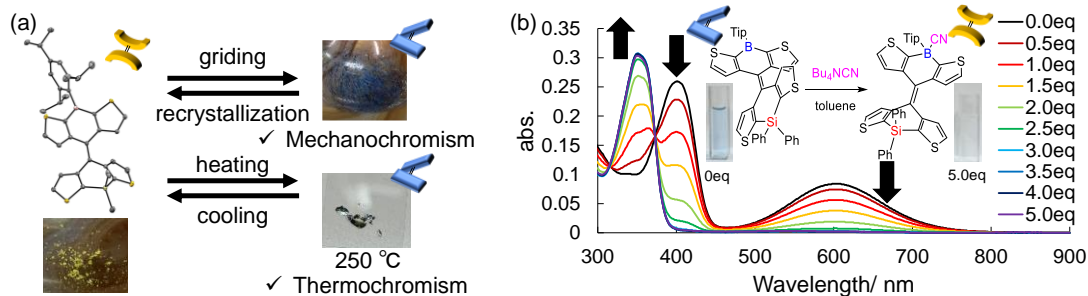 (a)
griding
recrystallization
✓ Mechanochromism
heating
cooling
250 °C
✓ Thermochromism
(b)
abs.
0.35
0.3
0.25
0.2
0.15
0.1
0.05
0
300 400 500 600 700 800 900
Wavelength/ nm
Tip
B
S
S
S
S
Si
Ph
Ph
0eq
Bu4NCN
toluene
Tip
CN
B
S
S
Ph
S
Si
S
Ph
5.0eq
0.0eq
0.5eq
1.0eq
1.5eq
2.0eq
2.5eq
3.0eq
3.5eq
4.0eq
5.0eq